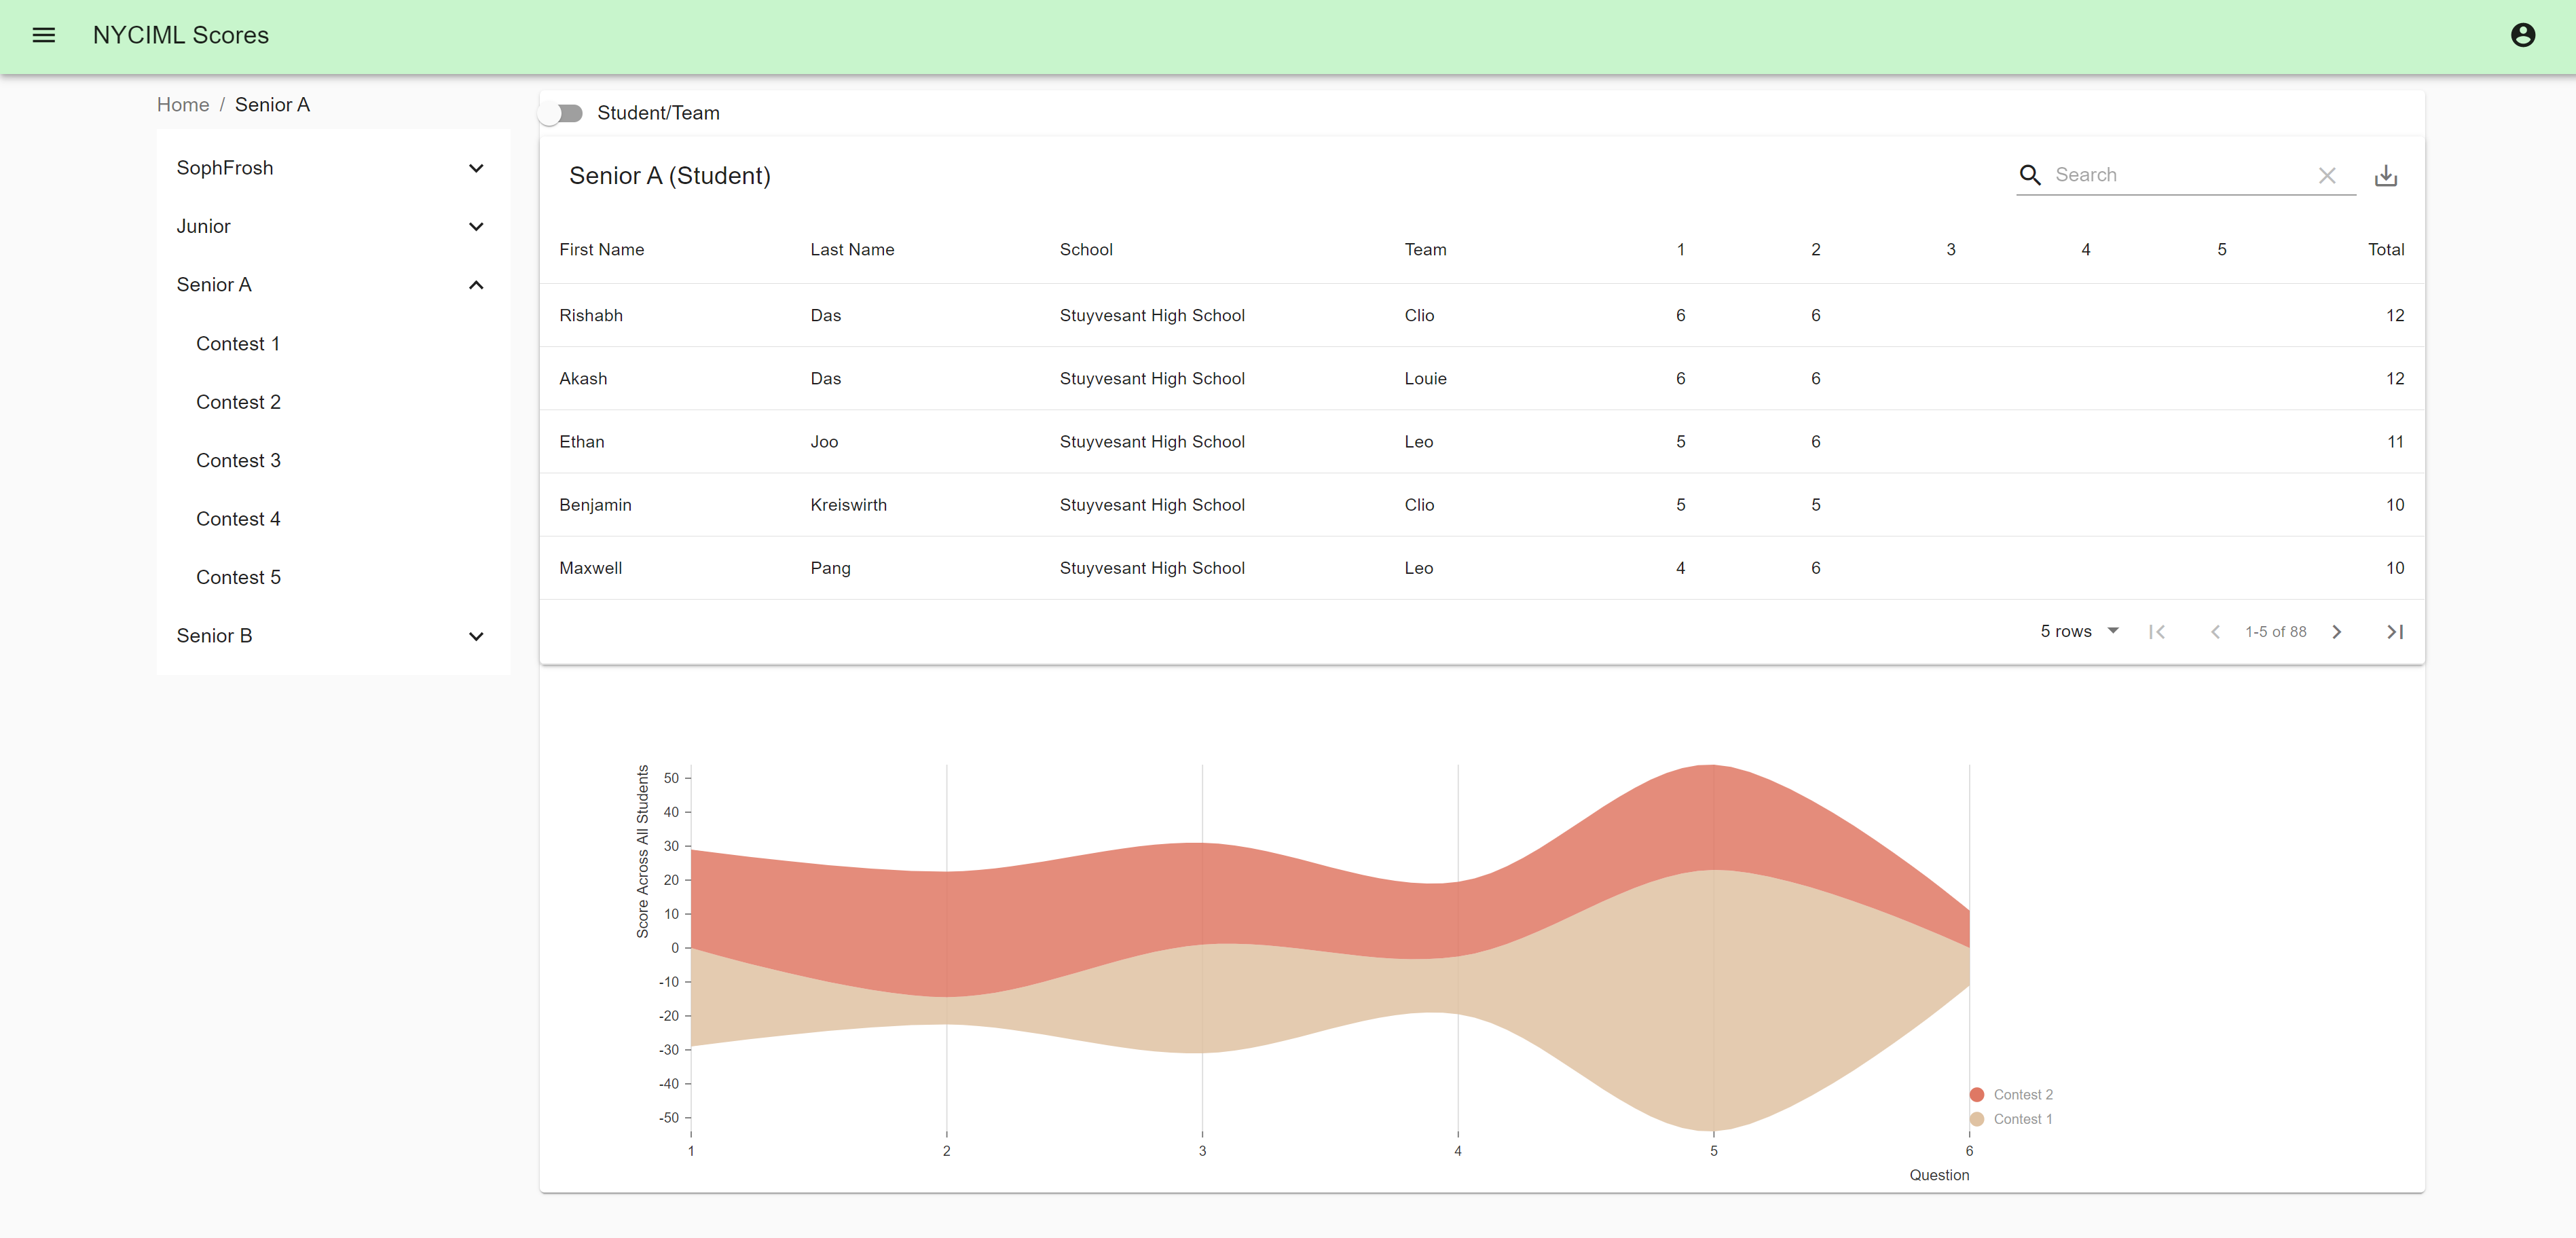 NYCIML Scores
Home / Senior A
SophFrosh
Junior
Senior A
Contest 1
Contest 2
Contest 3
Contest 4
Contest 5
Senior B
Student/Team
Senior A (Student)
Search
First Name Last Name School Team 1 2 3 4 5 Total
Rishabh Das Stuyvesant High School Clio 6 6 12
Akash Das Stuyvesant High School Louie 6 6 12
Ethan Joo Stuyvesant High School Leo 5 6 11
Benjamin Kreiswirth Stuyvesant High School Clio 5 5 10
Maxwell Pang Stuyvesant High School Leo 4 6 10
5 rows 1-5 of 88
Score Across All Students
50
40
30
20
10
0
-10
-20
-30
-40
-50
1 2 3 4 5 6
Question
Contest 2
Contest 1